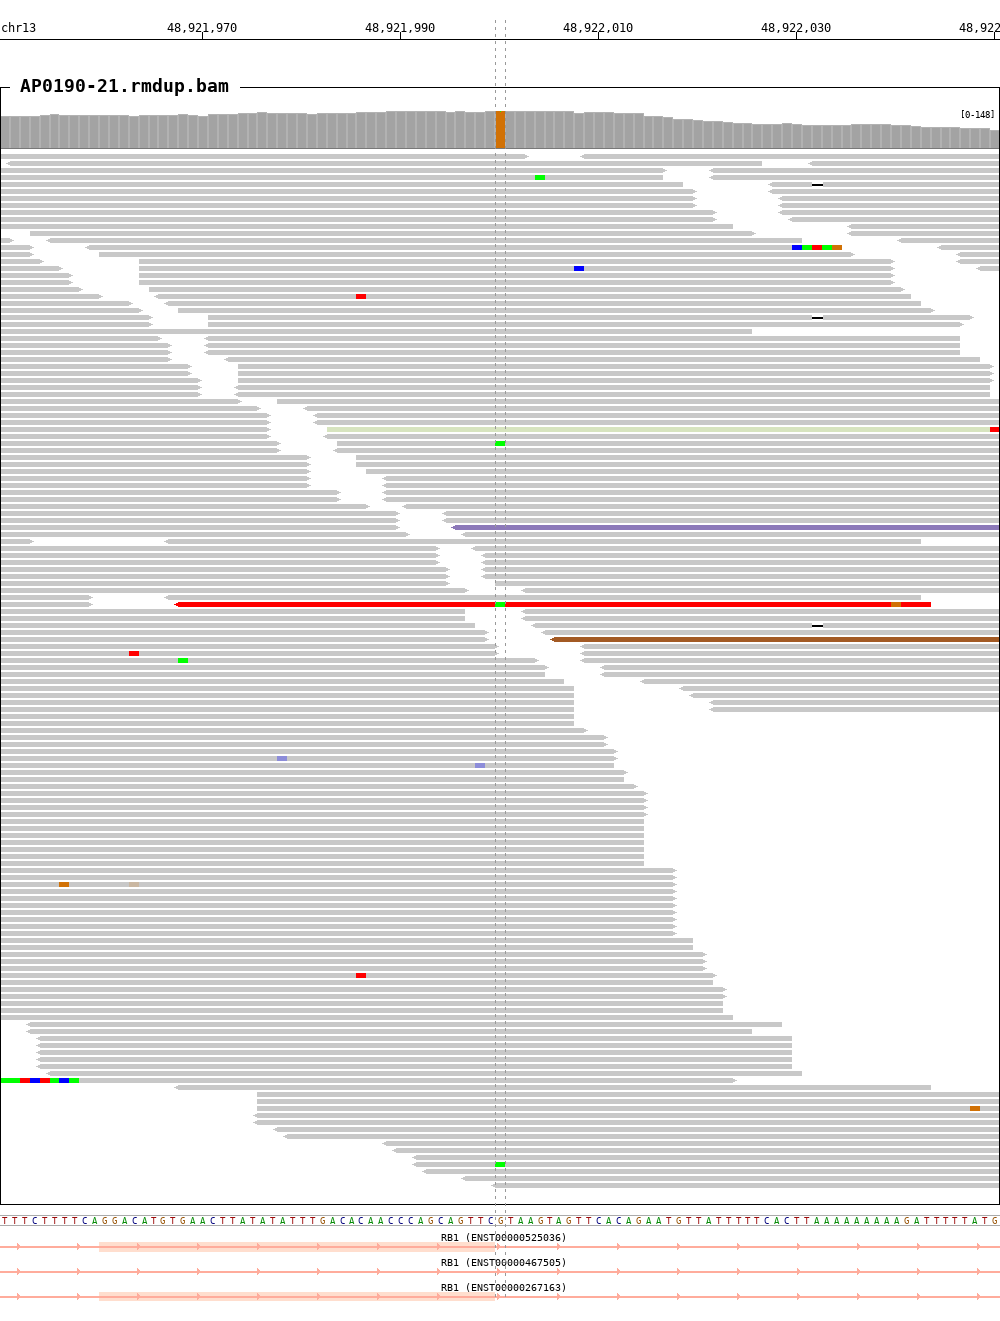 chr13 48,921,970 48,921,990 48,922,010 48,922,030 48,922
AP0190-21.rmdup.bam
[0-148]
T T T C T T T T C A G G A C A T G T G A A C T T A T A T A T T T G A C A C A A C C C A G C A G T T C G T A A G T A G T T C A C A G A A T G T T A T T T T T C A C T T A A A A A A A A A G A T T T T T A T G
RB1 (ENST00000525036)
RB1 (ENST00000467505)
RB1 (ENST00000267163)